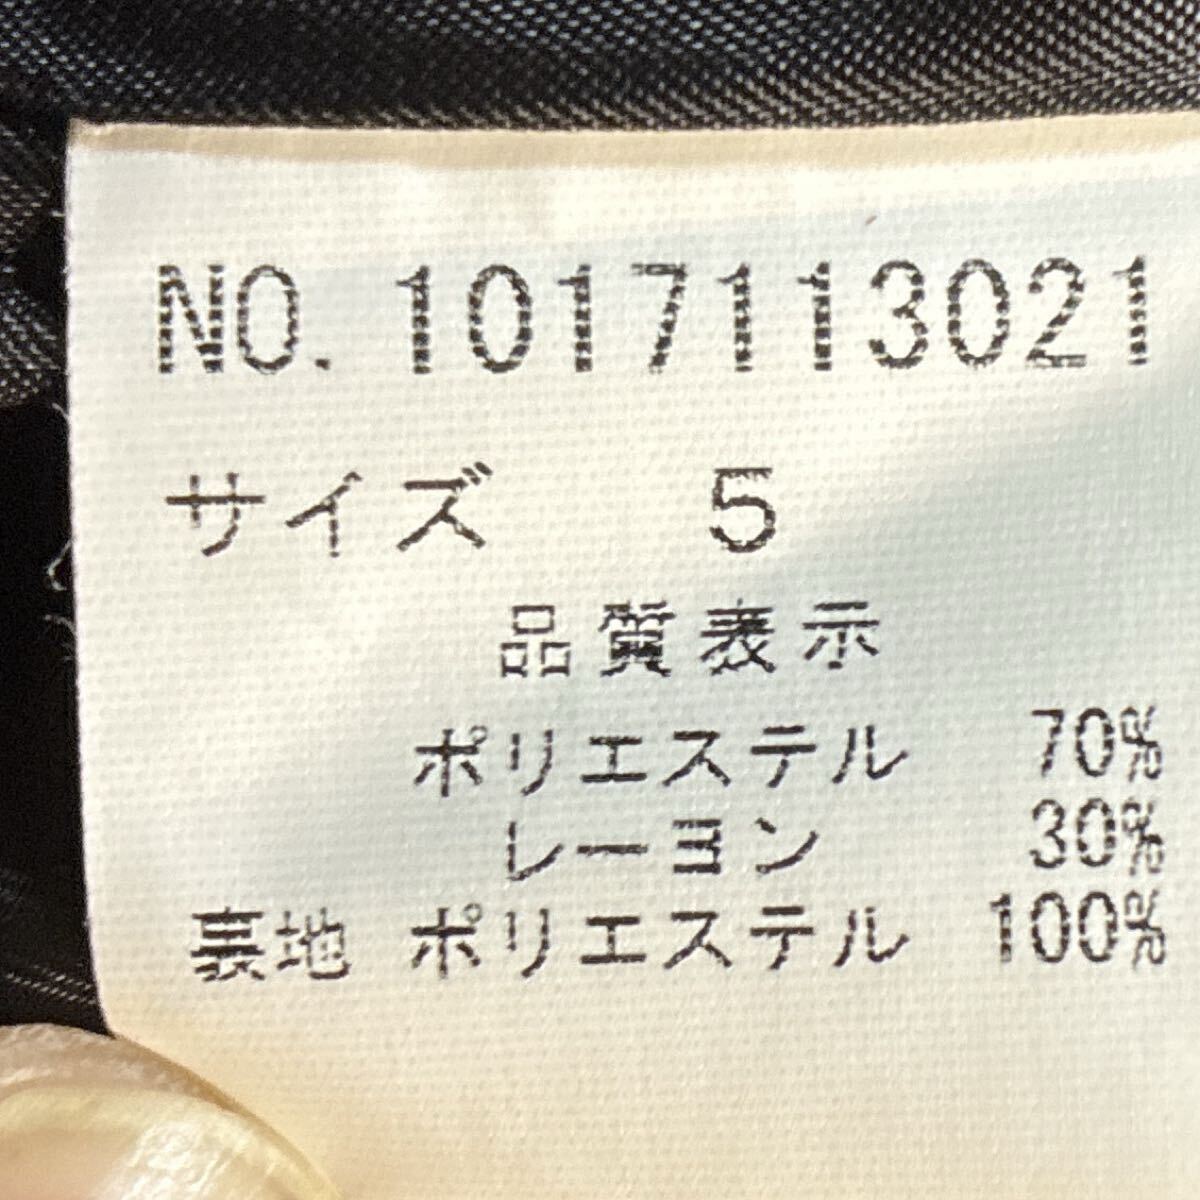 NO.1017113021
サイズ 5
品質表示
ポリエステル 70%
レーヨン 30%
裏地 ポリエステル 100%